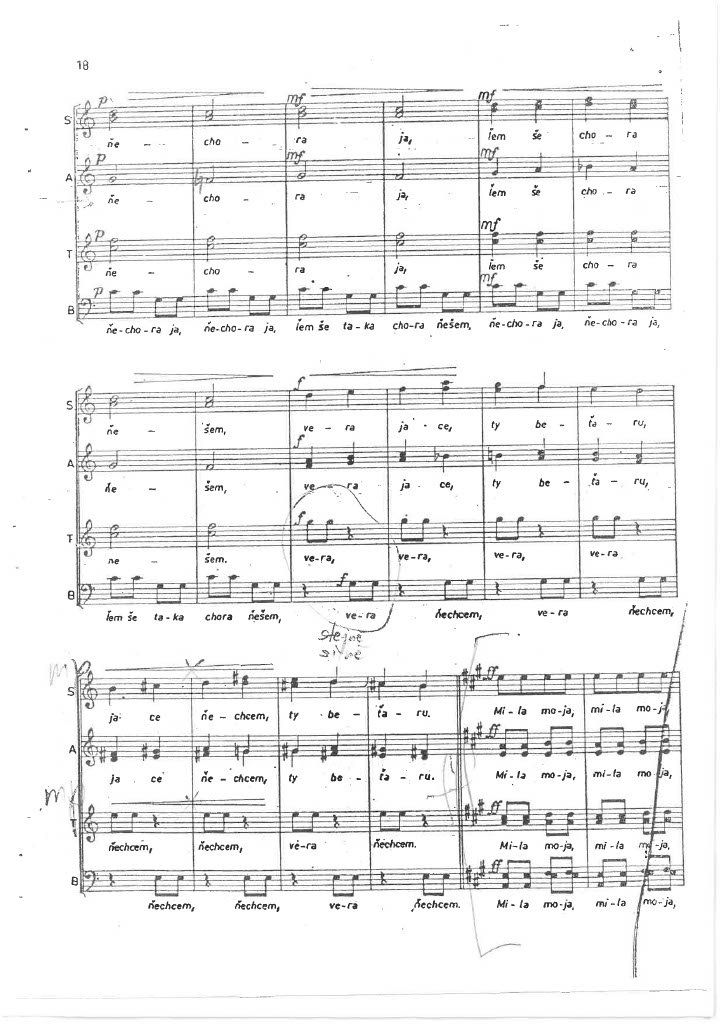 18
p mf mf
S
ňe - cho - ra ja, ľem še cho - ra
p mf mf
A
ňe - cho - ra ja, ľem še cho - ra
p mf
T
ňe - cho - ra ja, ľem še cho - ra
p mf
B
ňe-cho-ra ja, ňe-cho-ra ja, ľem še ta-ka cho-ra ňešem, ňe-cho-ra ja, ňe-cho-ra ja,
f
S
ňe - šem, ve - ra ja - ce, ty be - ťa - ru,
f
A
ňe - šem, ve - ra ja - ce, ty be - ťa - ru,
f
T
ne - šem. ve-ra, ve-ra, ve-ra, ve-ra
f
B
ľem še ta-ka chora ňešem, ve-ra ňechcem, ve-ra ňechcem,
stejně
silně
S ff
ja ce ňe - chcem, ty be - ťa - ru. Mi-la mo-ja, mi-la mo-ja,
A ff
ja ce ňe - chcem, ty be - ťa - ru. Mi-la mo-ja, mi-la mo-ja,
T ff
ňechcem, ňechcem, vé-ra ňechcem. Mi-la mo-ja, mi-la mo-ja,
B ff
ňechcem, ňechcem, ve-ra ňechcem. Mi-la mo-ja, mi-la mo-ja,